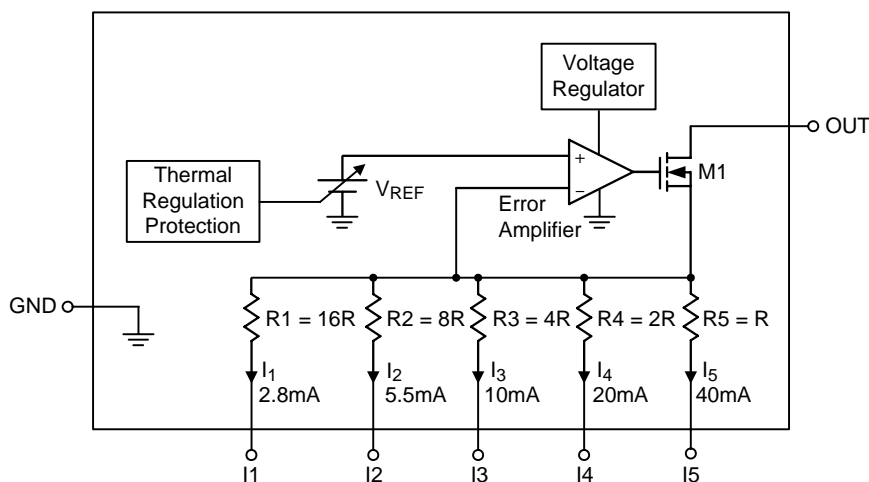 Voltage
Regulator
OUT
+
−
M1
Thermal
Regulation
Protection
VREF
Error
Amplifier
GND
R1 = 16R
R2 = 8R
R3 = 4R
R4 = 2R
R5 = R
I1
2.8mA
I2
5.5mA
I3
10mA
I4
20mA
I5
40mA
I1
I2
I3
I4
I5